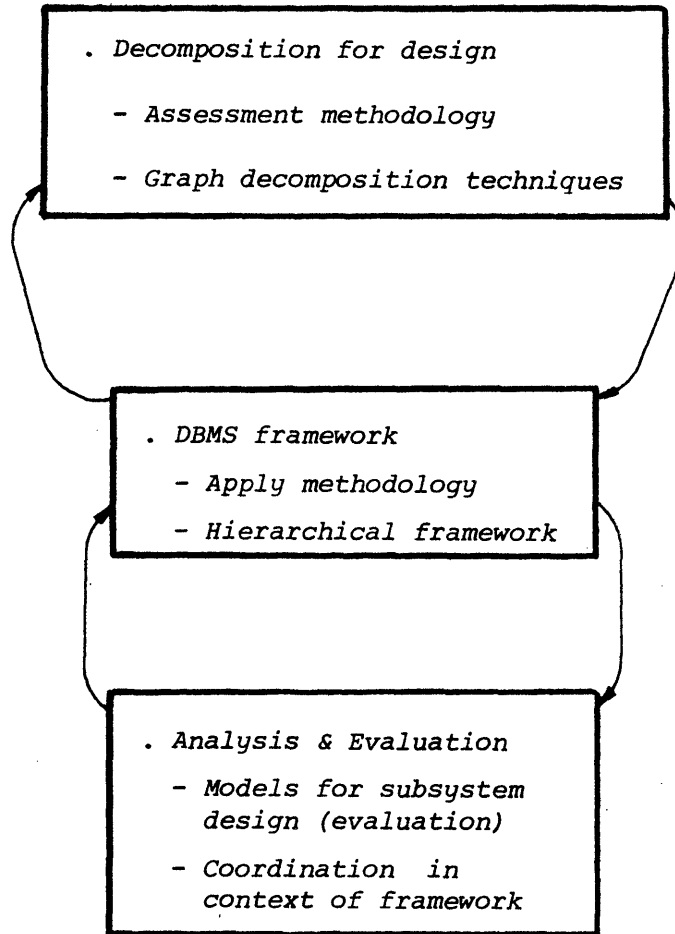 . Decomposition for design
- Assessment methodology
- Graph decomposition techniques
. DBMS framework
- Apply methodology
- Hierarchical framework
. Analysis & Evaluation
- Models for subsystem
design (evaluation)
- Coordination in
context of framework